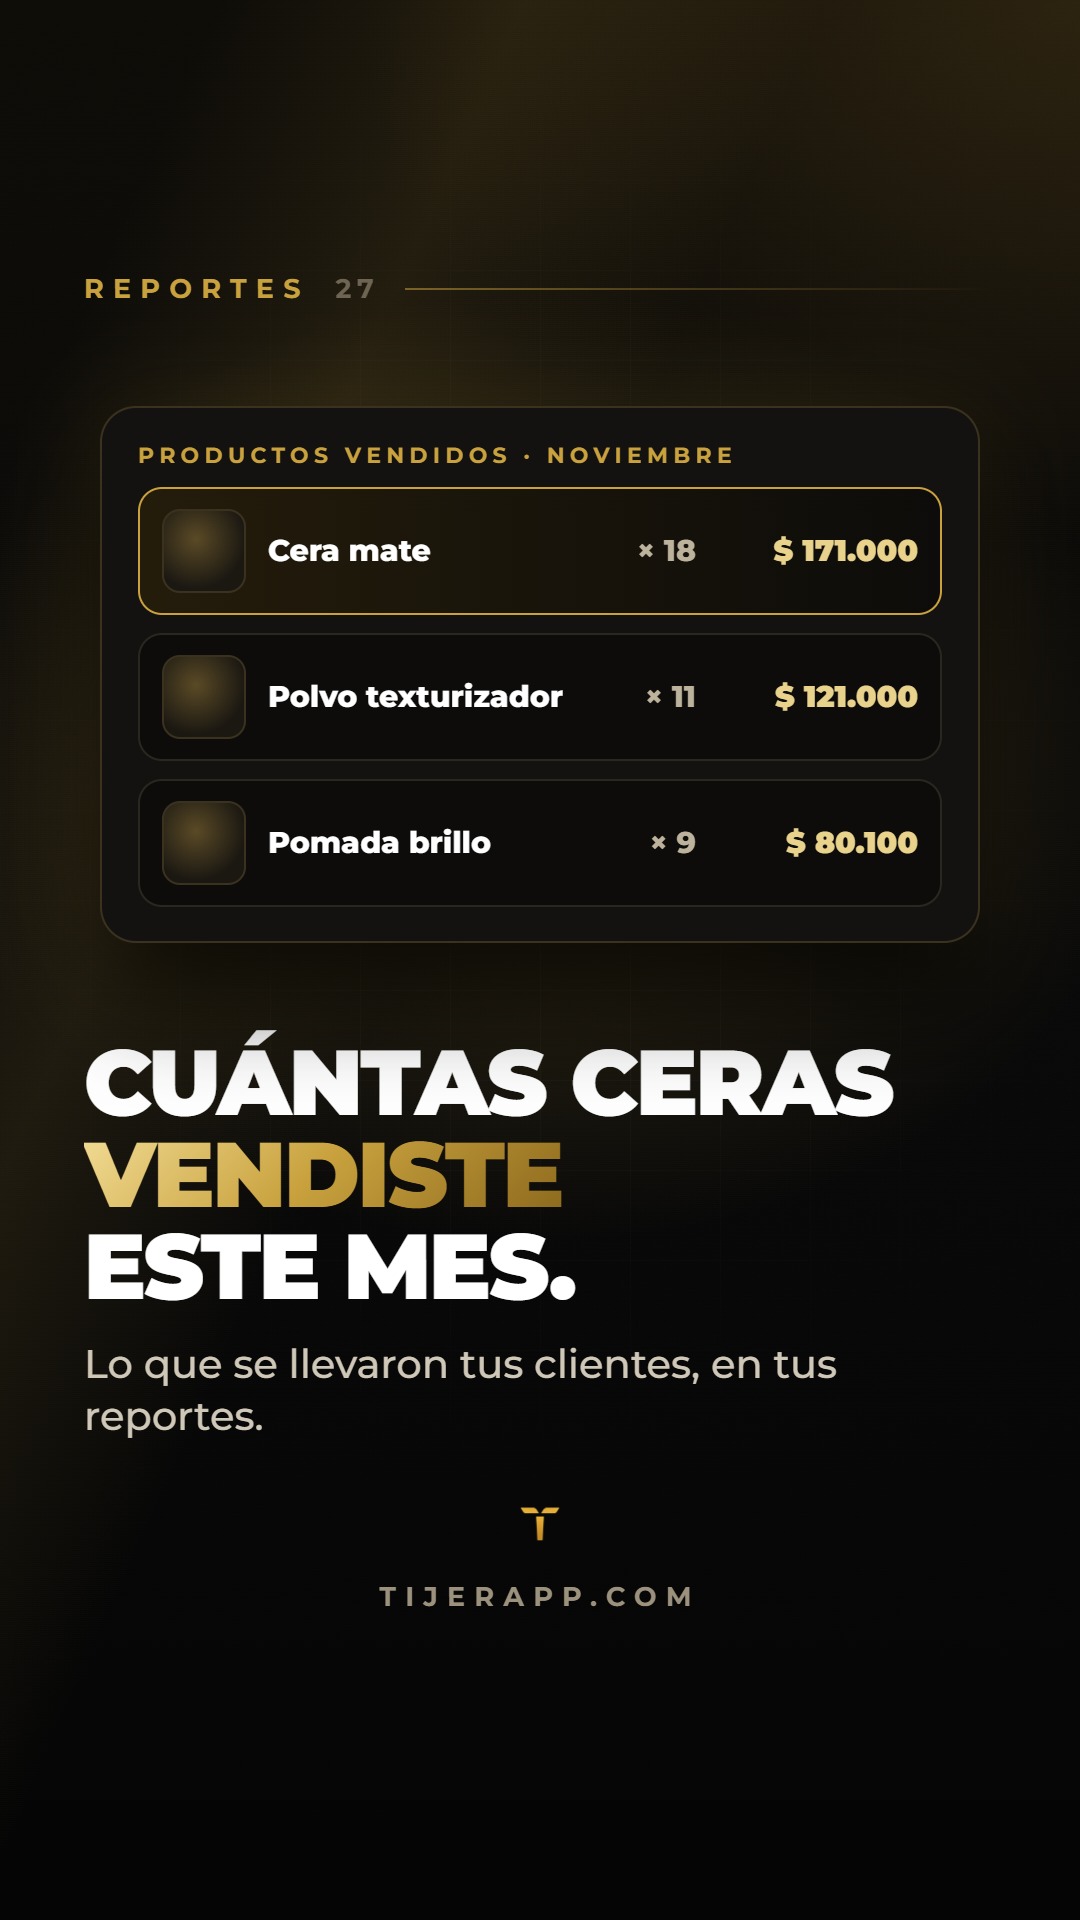 REPORTES 27
PRODUCTOS VENDIDOS · NOVIEMBRE
Cera mate × 18 $ 171.000
Polvo texturizador × 11 $ 121.000
Pomada brillo × 9 $ 80.100
CUÁNTAS CERAS
VENDISTE
ESTE MES.
Lo que se llevaron tus clientes, en tus
reportes.
TIJERAPP.COM